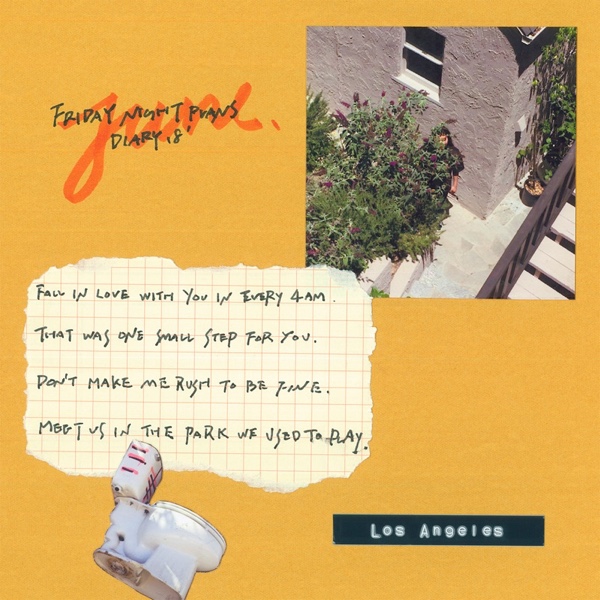 June.
FRIDAY NIGHT PLANS
DIARY 18'
FALL IN LOVE WITH YOU IN EVERY 4AM.
THAT WAS ONE SMALL STEP FOR YOU.
DON'T MAKE ME RUSH TO BE FINE.
MEET US IN THE PARK WE USED TO PLAY.
Los Angeles